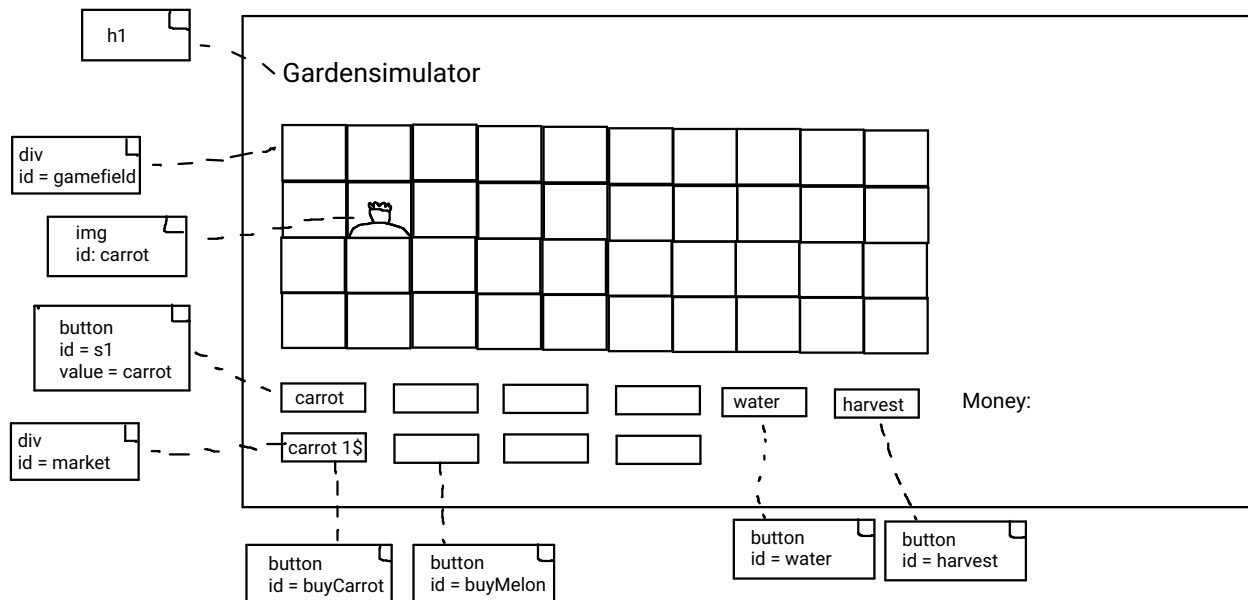 h1
Gardensimulator
div
id = gamefield
img
id: carrot
button
id = s1
value = carrot
carrot
water
harvest
Money:
div
id = market
carrot 1$
button
id = buyCarrot
button
id = buyMelon
button
id = water
button
id = harvest